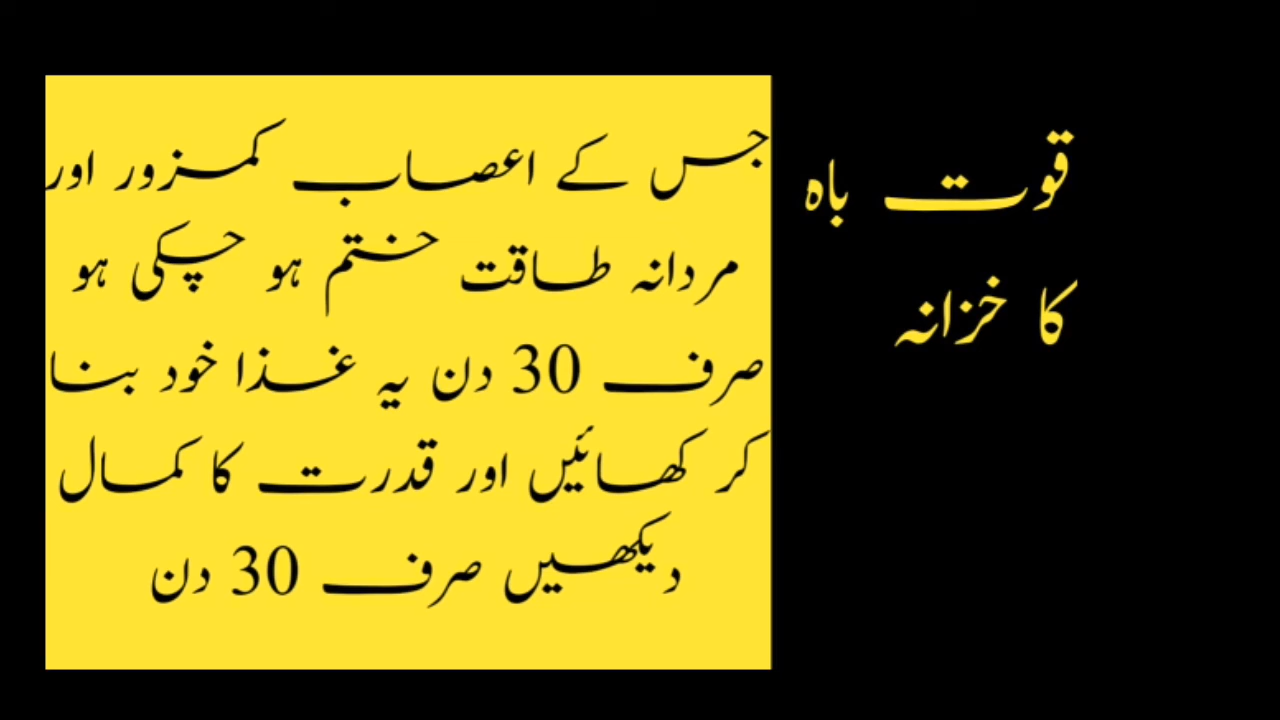 قوت باہ
کا خزانہ
جس کے اعصاب کمزور اور
مردانہ طاقت ختم ہو چکی ہو
صرف 30 دن یہ غذا خود بنا
کر کھائیں اور قدرت کا کمال
دیکھیں صرف 30 دن